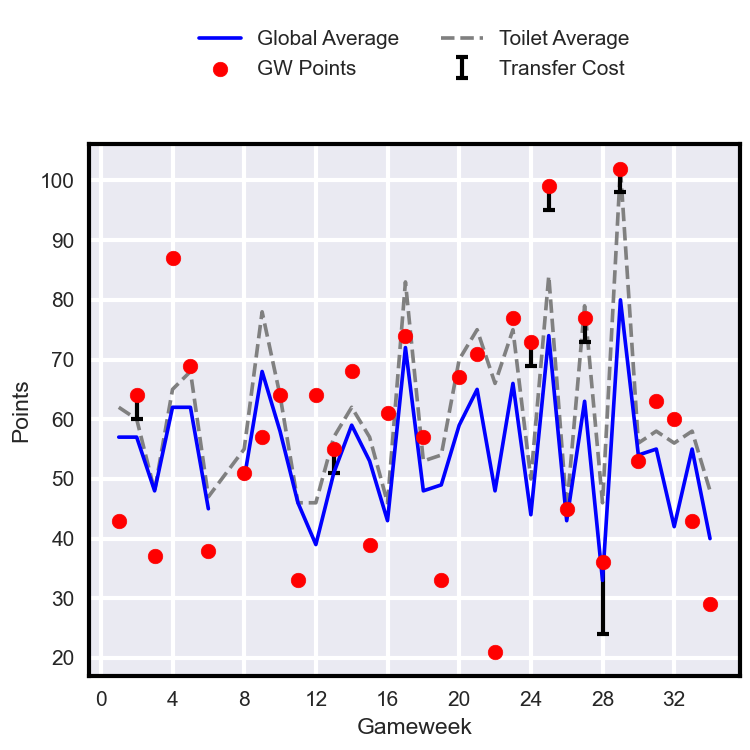 Global Average
Toilet Average
GW Points
Transfer Cost
100
90
80
70
60
50
40
30
20
Points
0 4 8 12 16 20 24 28 32
Gameweek